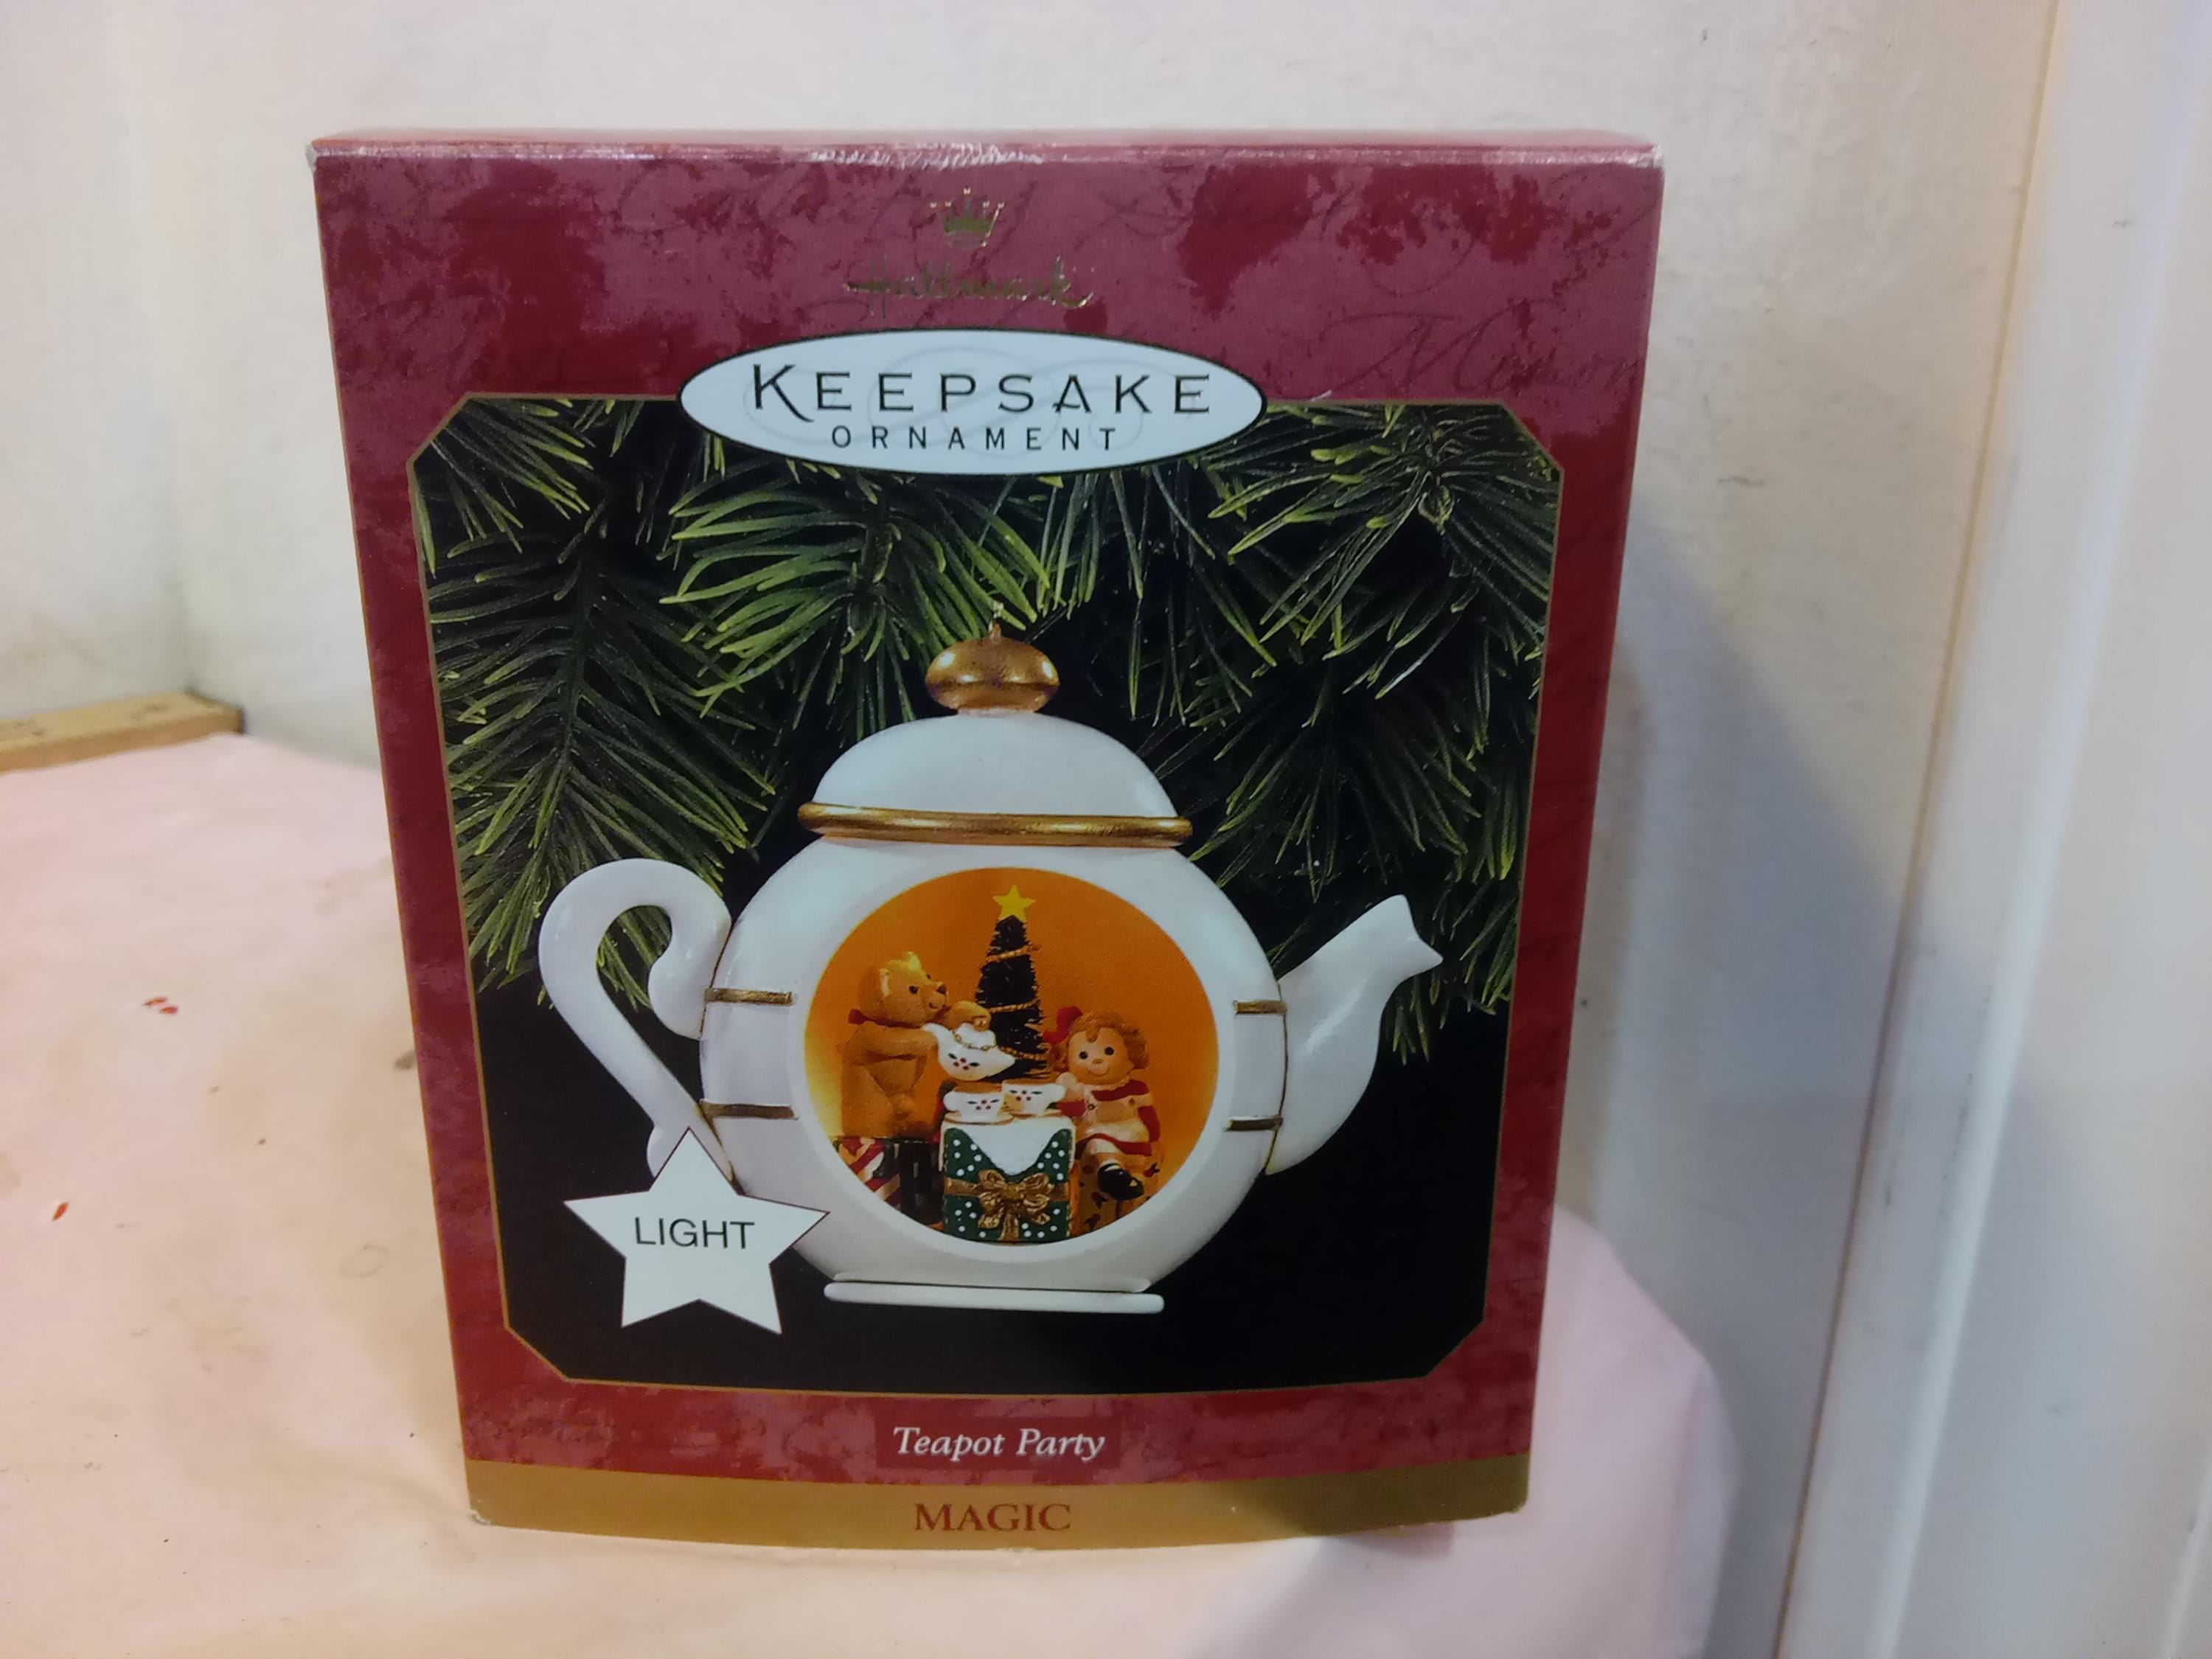 Hallmark
KEEPSAKE
ORNAMENT
LIGHT
Teapot Party
MAGIC